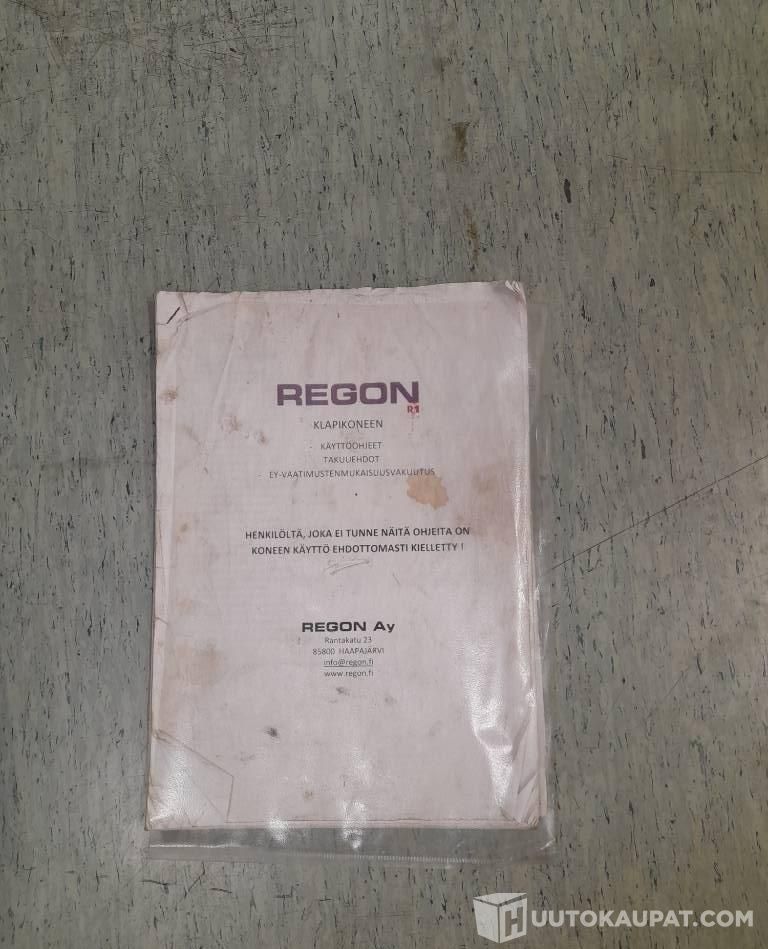 REGON
R1
KLAPIKONEEN
- KÄYTTÖOHJEET
TAKUUEHDOT
- EY-VAATIMUSTENMUKAISUUSVAKUUTUS
HENKILÖLTÄ, JOKA EI TUNNE NÄITÄ OHJEITA ON
KONEEN KÄYTTÖ EHDOTTOMASTI KIELLETTY !
REGON Ay
Rantakatu 23
85800 HAAPAJÄRVI
info@regon.fi
www.regon.fi
HUUTOKAUPAT.COM